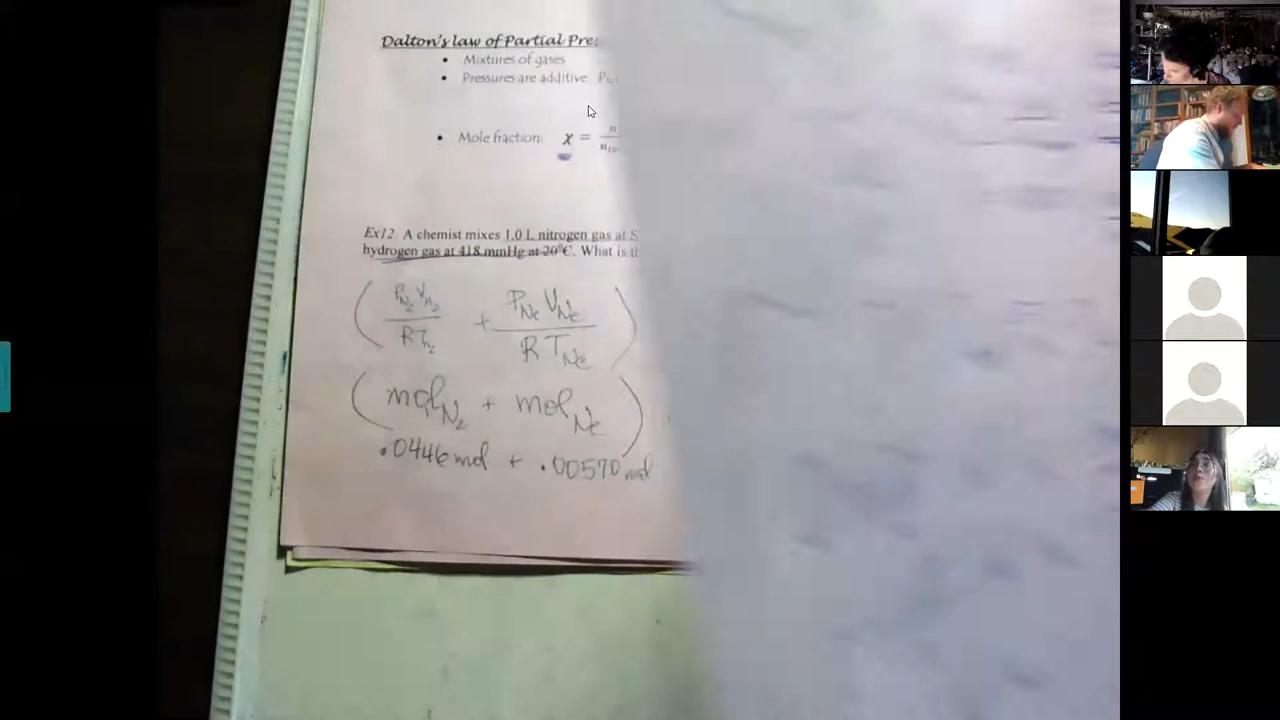 Dalton's law of Partial Pre
• Mixtures of gases
• Pressures are additive P
• Mole fraction: χ = n
Ex12 A chemist mixes 1.0 L nitrogen gas at S
hydrogen gas at 418 mmHg at 20⁰C. What is th
( P_N₂ V_N₂ / R T_N₂ + P_Ne V_Ne / R T_Ne )
( mol_N₂ + mol_Ne )
.0446 mol + .00570 mol